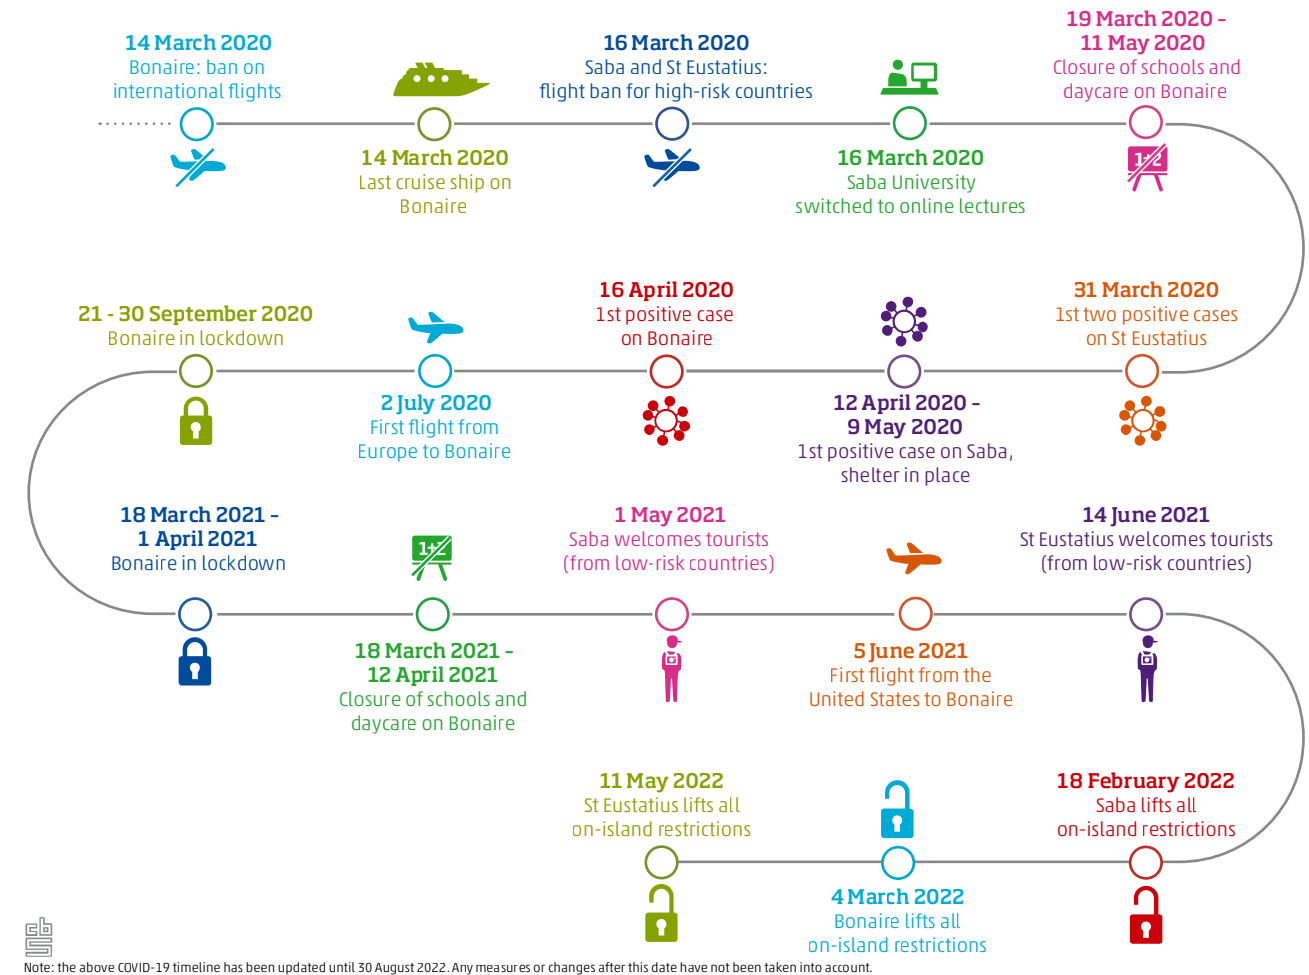 14 March 2020
Bonaire: ban on
international flights
14 March 2020
Last cruise ship on
Bonaire
16 March 2020
Saba and St Eustatius:
flight ban for high-risk countries
16 March 2020
Saba University
switched to online lectures
19 March 2020 –
11 May 2020
Closure of schools and
daycare on Bonaire
1+2
31 March 2020
1st two positive cases
on St Eustatius
12 April 2020 –
9 May 2020
1st positive case on Saba,
shelter in place
16 April 2020
1st positive case
on Bonaire
2 July 2020
First flight from
Europe to Bonaire
21 - 30 September 2020
Bonaire in lockdown
18 March 2021 –
1 April 2021
Bonaire in lockdown
1+2
18 March 2021 –
12 April 2021
Closure of schools and
daycare on Bonaire
1 May 2021
Saba welcomes tourists
(from low-risk countries)
5 June 2021
First flight from the
United States to Bonaire
14 June 2021
St Eustatius welcomes tourists
(from low-risk countries)
18 February 2022
Saba lifts all
on-island restrictions
4 March 2022
Bonaire lifts all
on-island restrictions
11 May 2022
St Eustatius lifts all
on-island restrictions
cbs
Note: the above COVID-19 timeline has been updated until 30 August 2022. Any measures or changes after this date have not been taken into account.